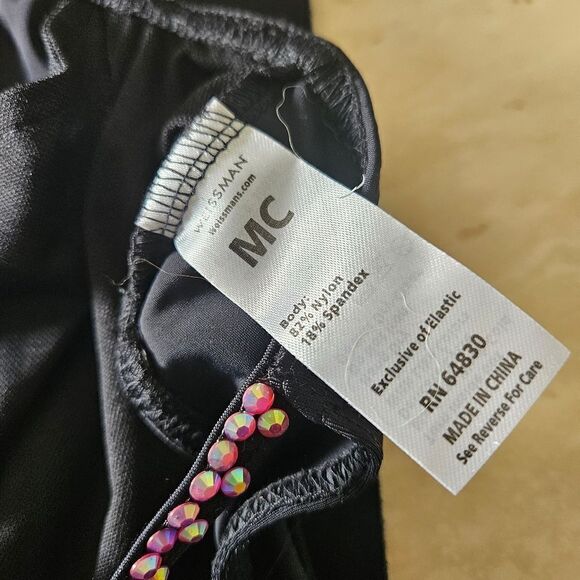 WEISSMAN
weissmans.com
MC
Body:
82% Nylon
18% Spandex
Exclusive of Elastic
RN 64830
MADE IN CHINA
See Reverse For Care